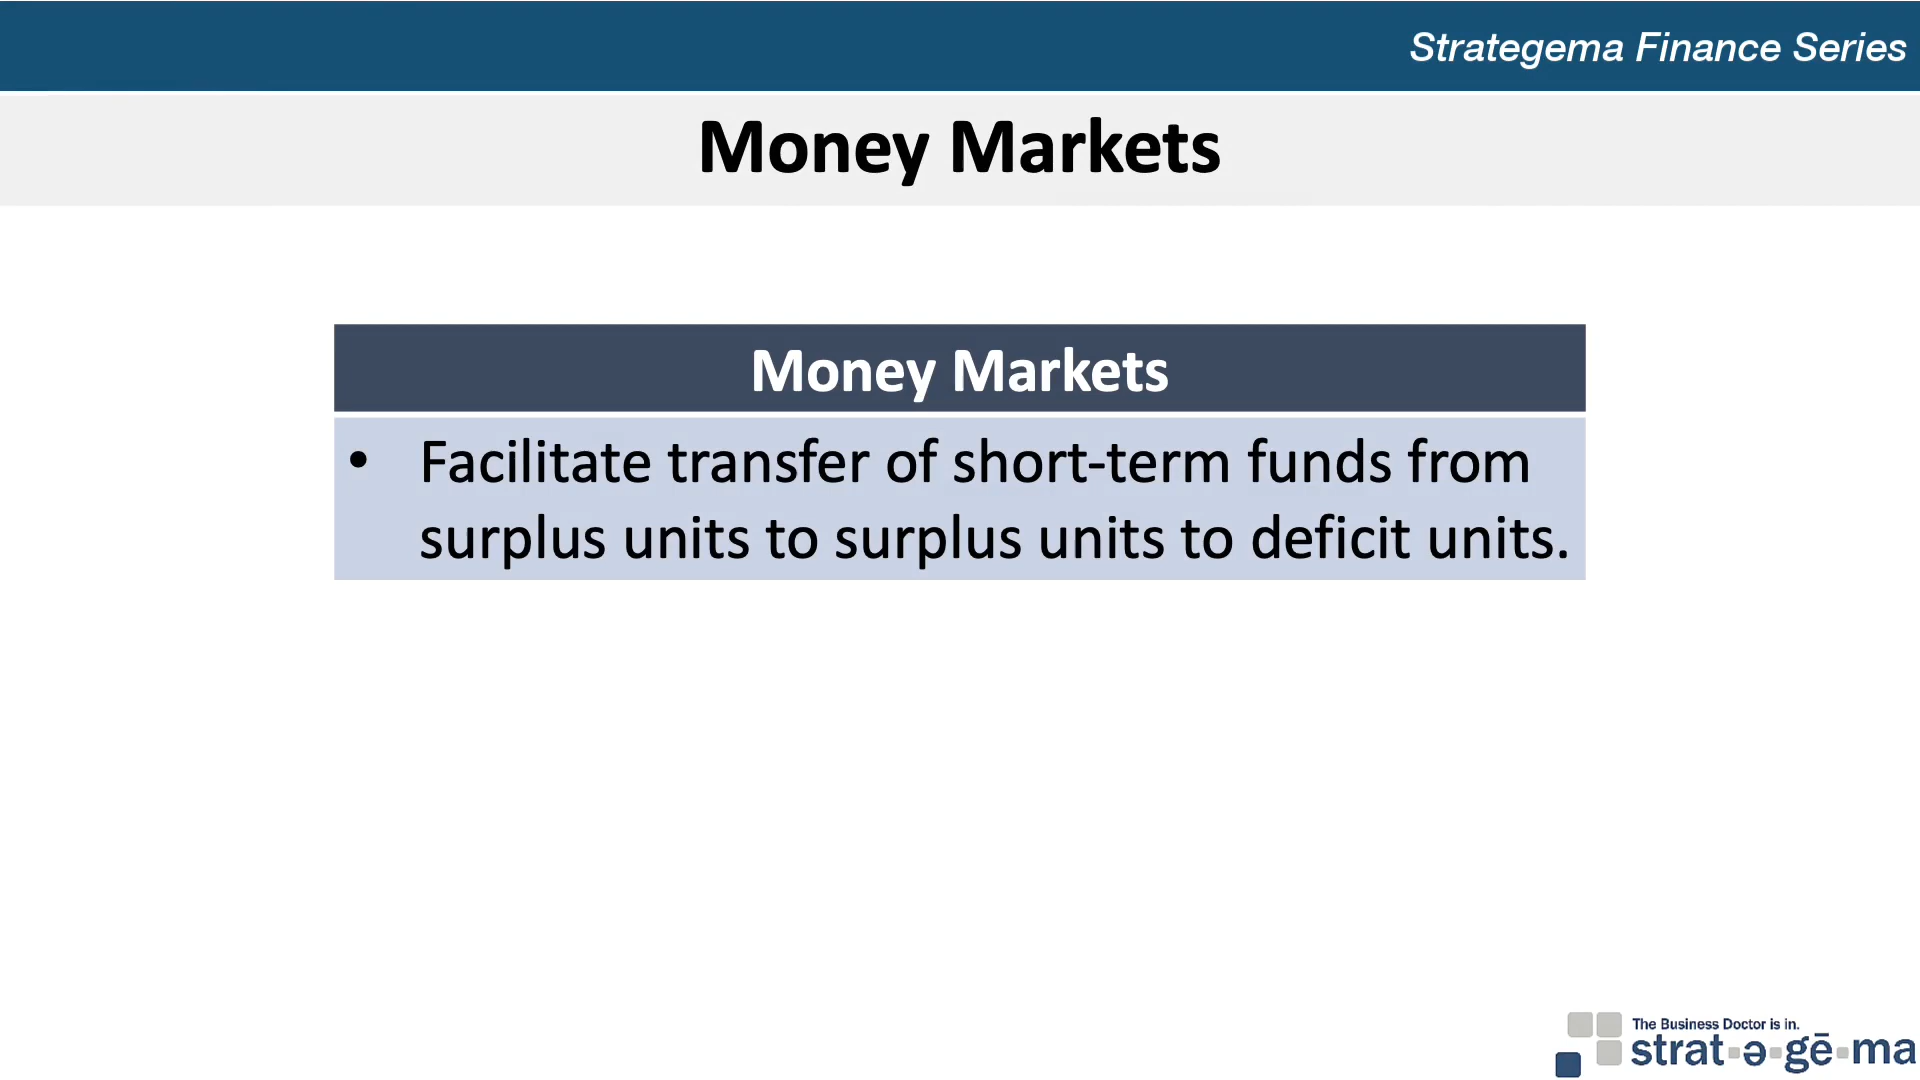 Strategema Finance Series
Money Markets
Money Markets
• Facilitate transfer of short-term funds from
surplus units to surplus units to deficit units.
The Business Doctor is in.
strat▪ə▪gē▪ma